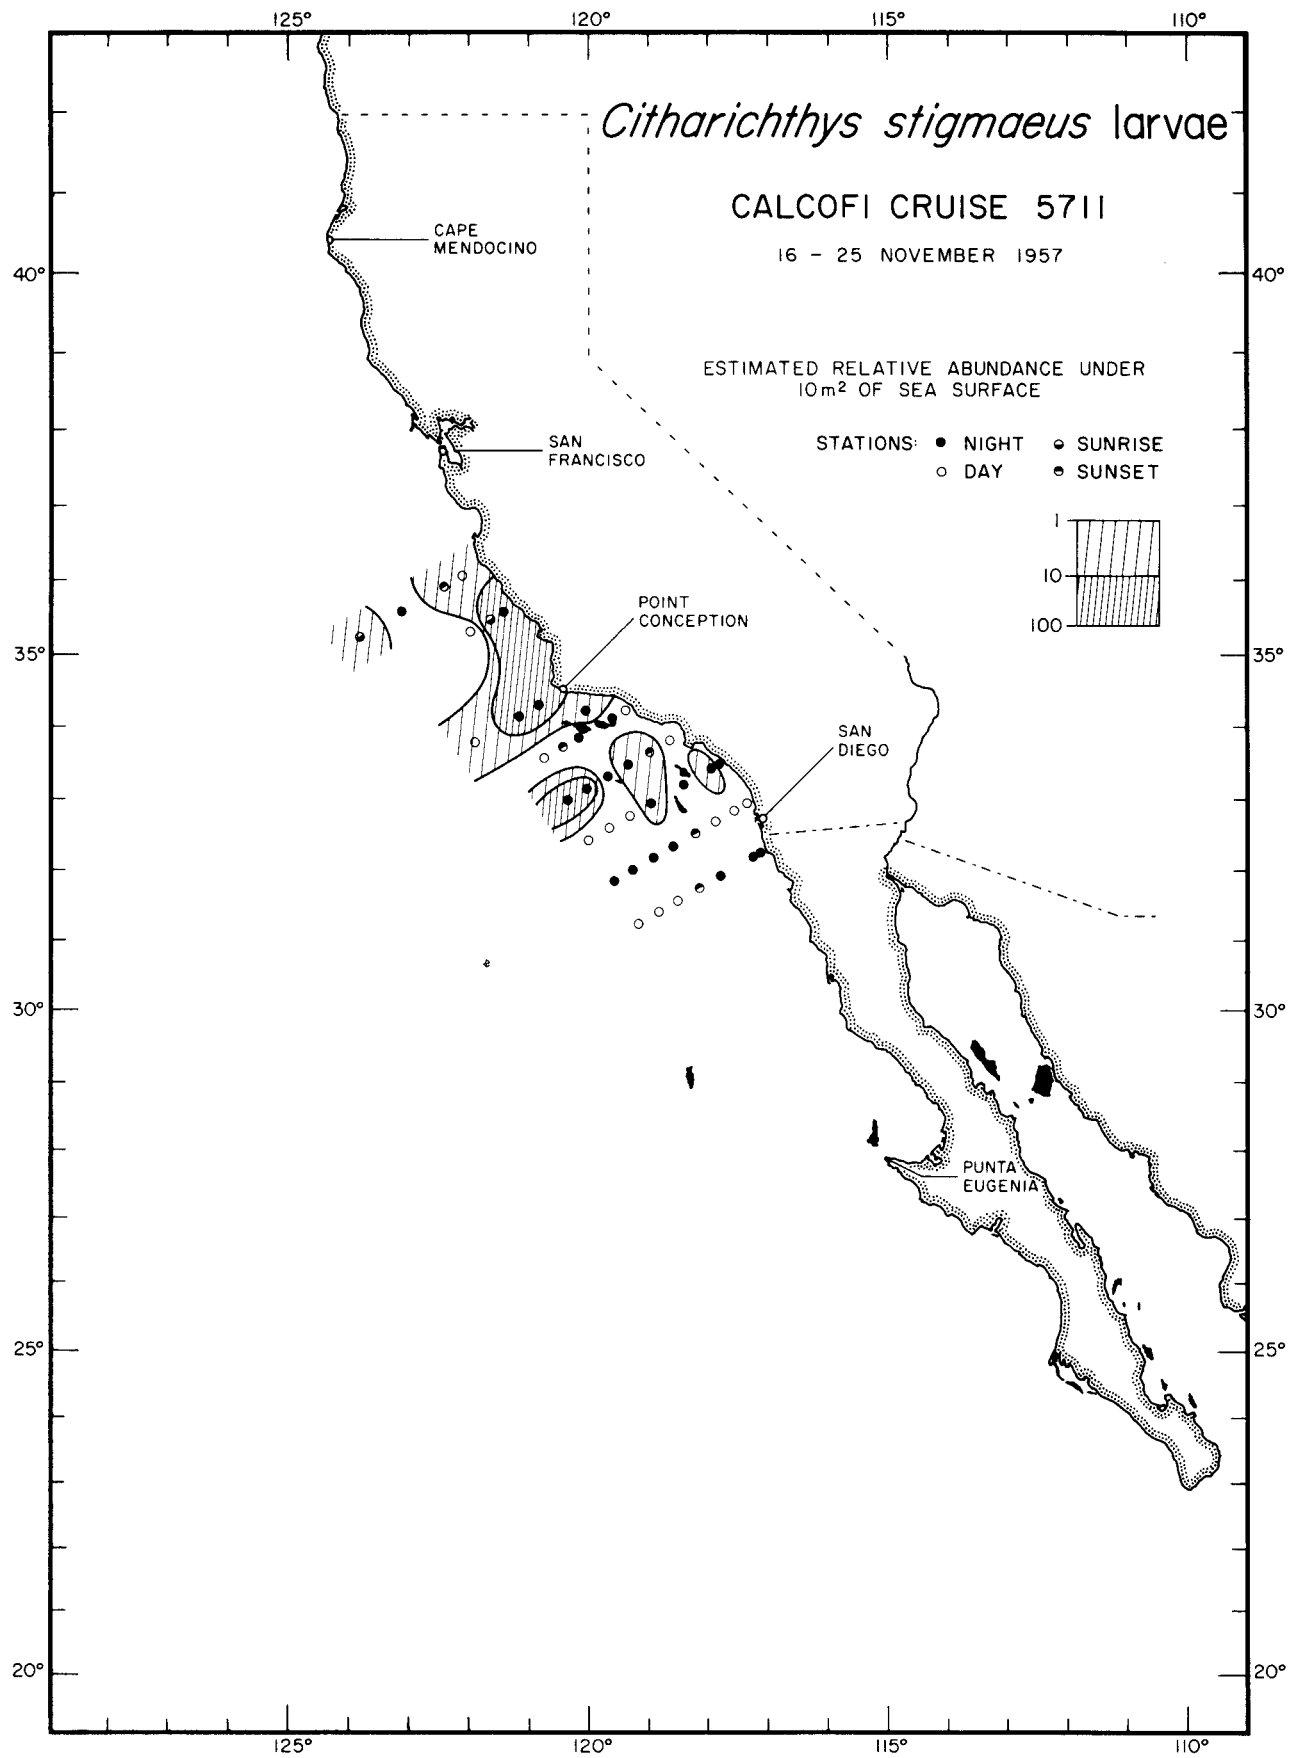 125° 120° 115° 110°
Citharichthys stigmaeus larvae
CALCOFI CRUISE 5711
16 - 25 NOVEMBER 1957
CAPE
MENDOCINO
40° 40°
ESTIMATED RELATIVE ABUNDANCE UNDER
10m² OF SEA SURFACE
STATIONS: NIGHT SUNRISE
DAY SUNSET
SAN
FRANCISCO
1
10
100
POINT
CONCEPTION
35° 35°
SAN
DIEGO
30° 30°
PUNTA
EUGENIA
25° 25°
20° 20°
125° 120° 115° 110°